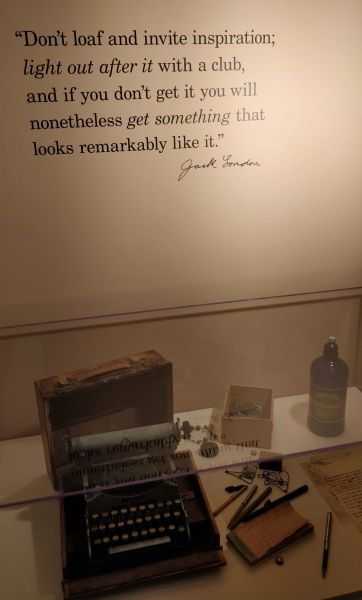 “Don’t loaf and invite inspiration;
light out after it with a club,
and if you don’t get it you will
nonetheless get something that
looks remarkably like it.”
Jack London